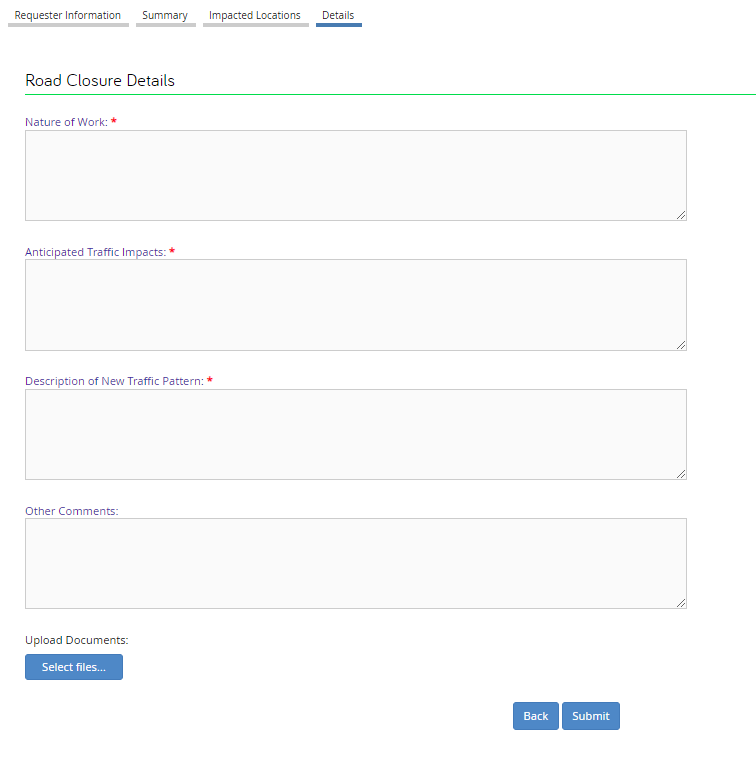 Requester Information Summary Impacted Locations Details
Road Closure Details
Nature of Work: *
Anticipated Traffic Impacts: *
Description of New Traffic Pattern: *
Other Comments:
Upload Documents:
Select files...
Back Submit